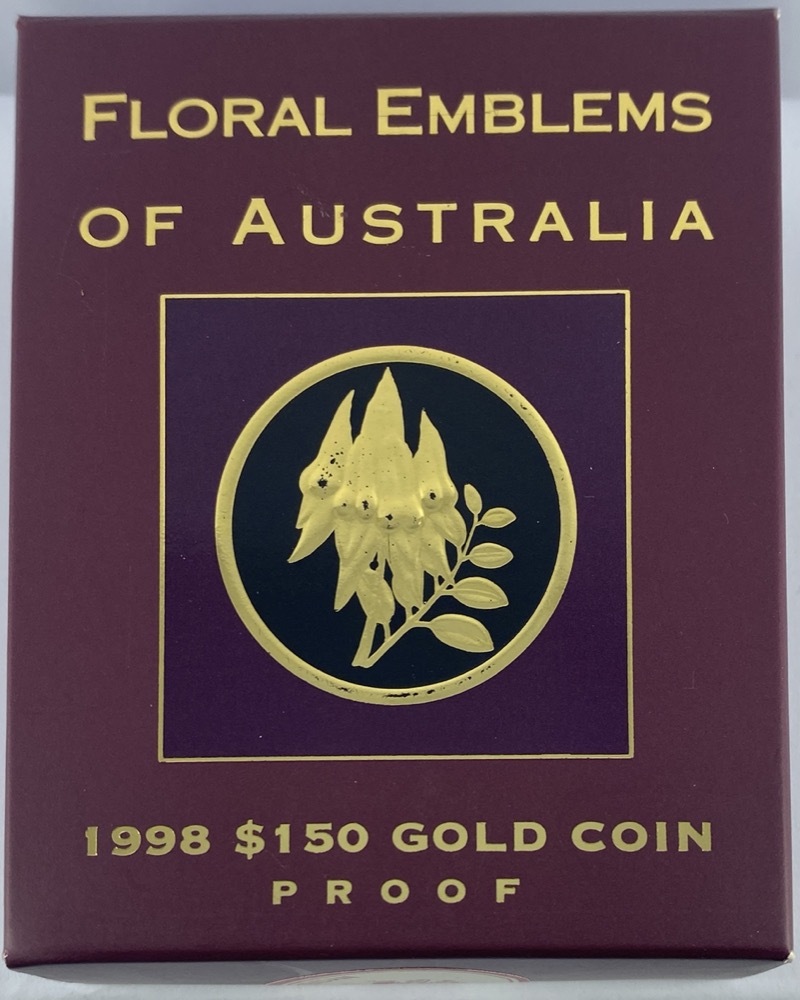 FLORAL EMBLEMS
OF AUSTRALIA
1998 $150 GOLD COIN
PROOF